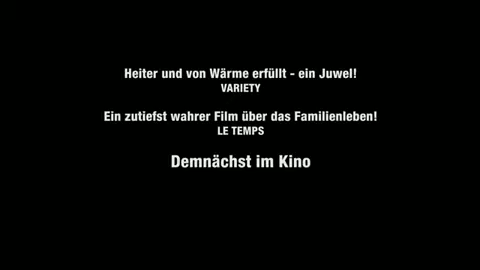 Heiter und von Wärme erfüllt - ein Juwel!
VARIETY
Ein zutiefst wahrer Film über das Familienleben!
LE TEMPS
Demnächst im Kino